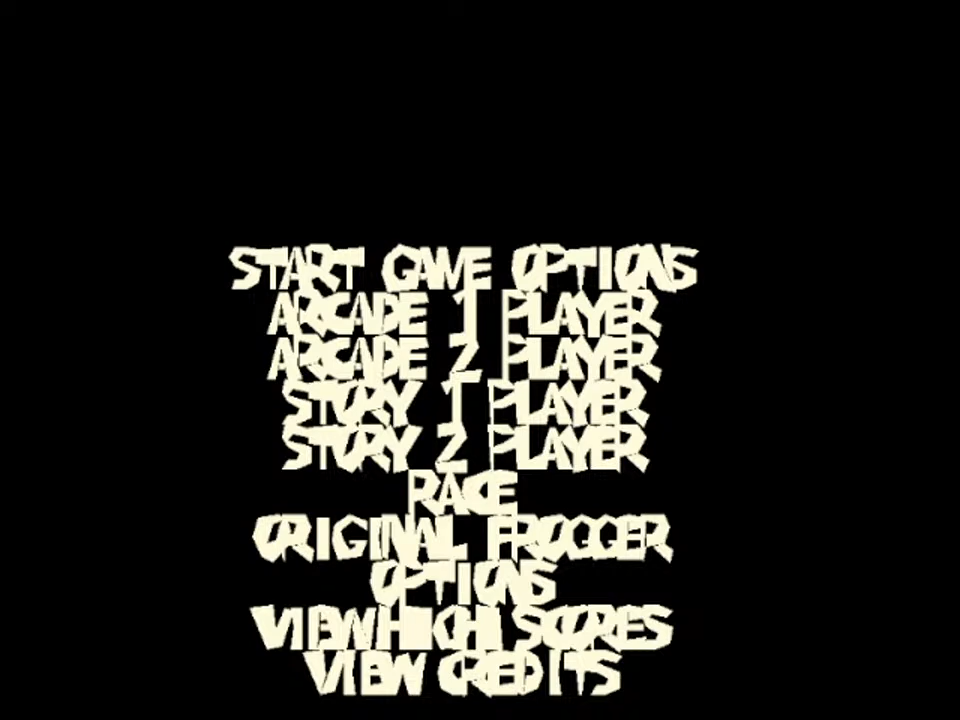 START GAME OPTIONS
ARCADE 1 PLAYER
ARCADE 2 PLAYER
STORY 1 PLAYER
STORY 2 PLAYER
RACE
ORIGINAL FROGGER
OPTIONS
VIEW HIGH SCORES
VIEW CREDITS